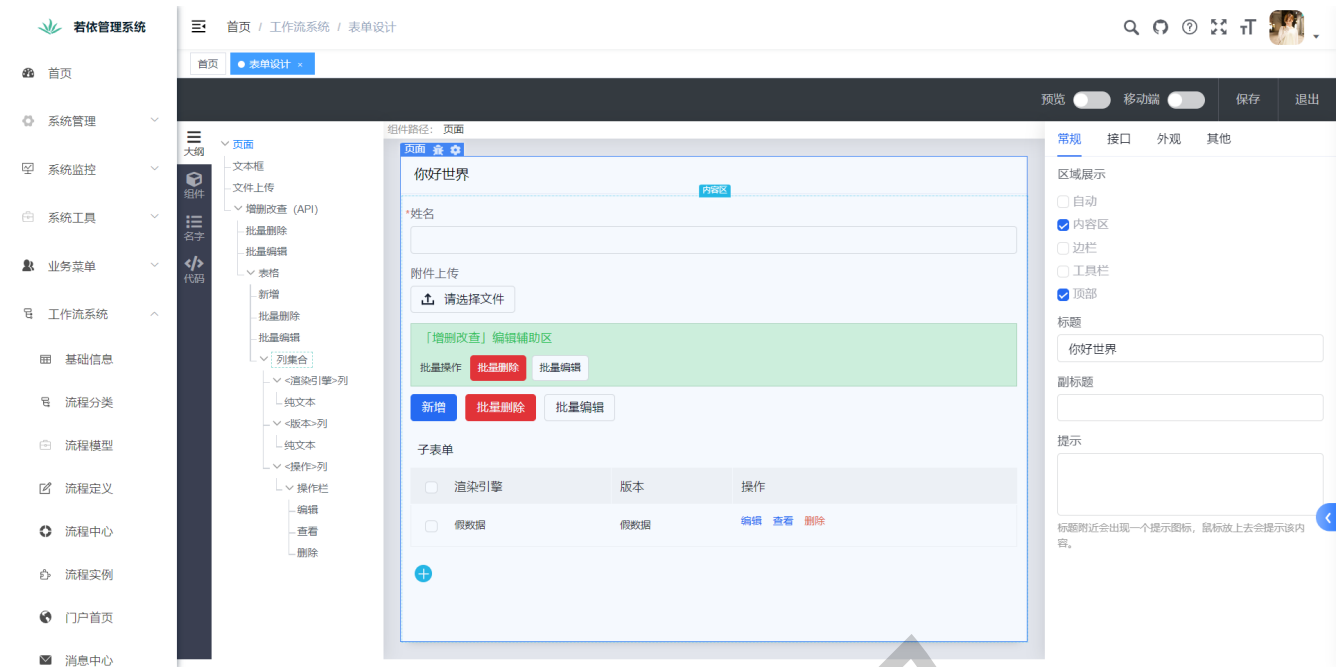 若依管理系统
首页 / 工作流系统 / 表单设计
首页
表单设计 ×
首页
系统管理
系统监控
系统工具
业务菜单
工作流系统
基础信息
流程分类
流程模型
流程定义
流程中心
流程实例
门户首页
消息中心
预览
移动端
保存
退出
大纲
组件
名字
代码
页面
文本框
文件上传
增删改查（API）
批量删除
批量编辑
表格
新增
批量删除
批量编辑
列集合
<渲染引擎>列
纯文本
<版本>列
纯文本
<操作>列
操作栏
编辑
查看
删除
组件路径： 页面
页面
你好世界
内容区
*姓名
附件上传
请选择文件
「增删改查」编辑辅助区
批量操作 批量删除 批量编辑
新增 批量删除 批量编辑
子表单
渲染引擎 版本 操作
假数据 假数据 编辑 查看 删除
常规 接口 外观 其他
区域展示
自动
内容区
边栏
工具栏
顶部
标题
你好世界
副标题
提示
标题附近会出现一个提示图标，鼠标放上去会提示该内
容。